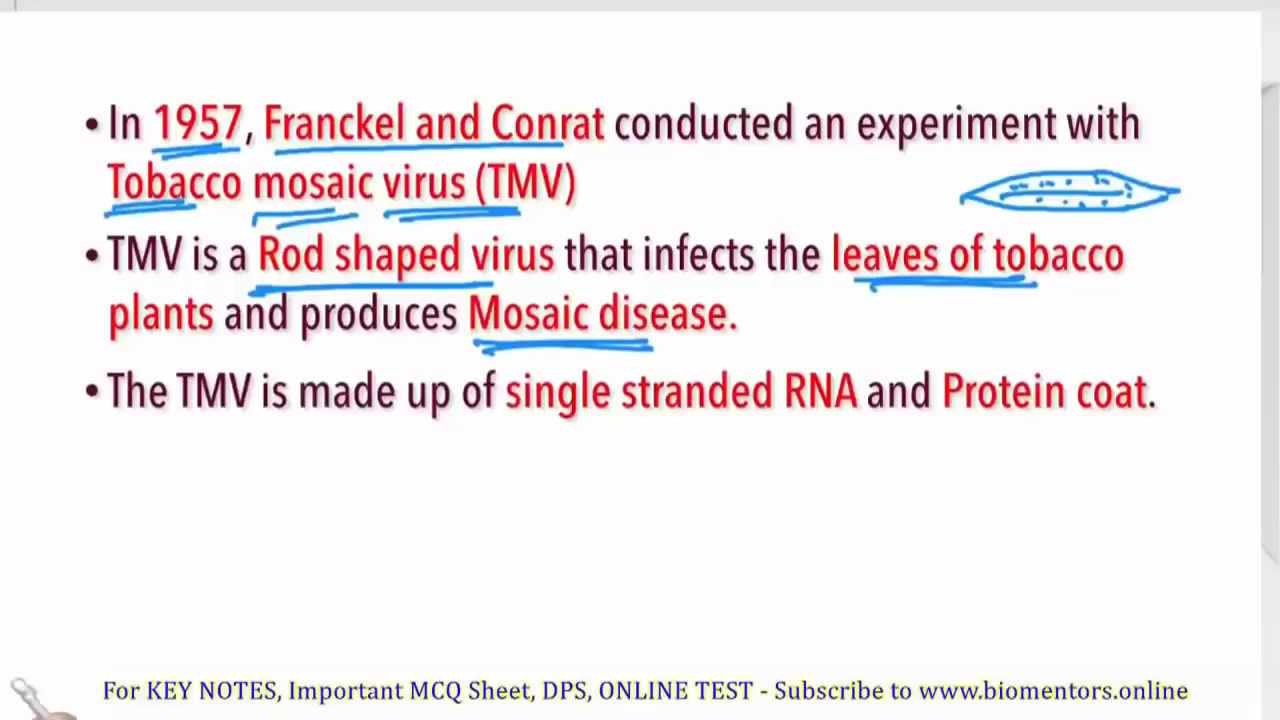 • In 1957, Franckel and Conrat conducted an experiment with
Tobacco mosaic virus (TMV)
• TMV is a Rod shaped virus that infects the leaves of tobacco
plants and produces Mosaic disease.
• The TMV is made up of single stranded RNA and Protein coat.
For KEY NOTES, Important MCQ Sheet, DPS, ONLINE TEST - Subscribe to www.biomentors.online